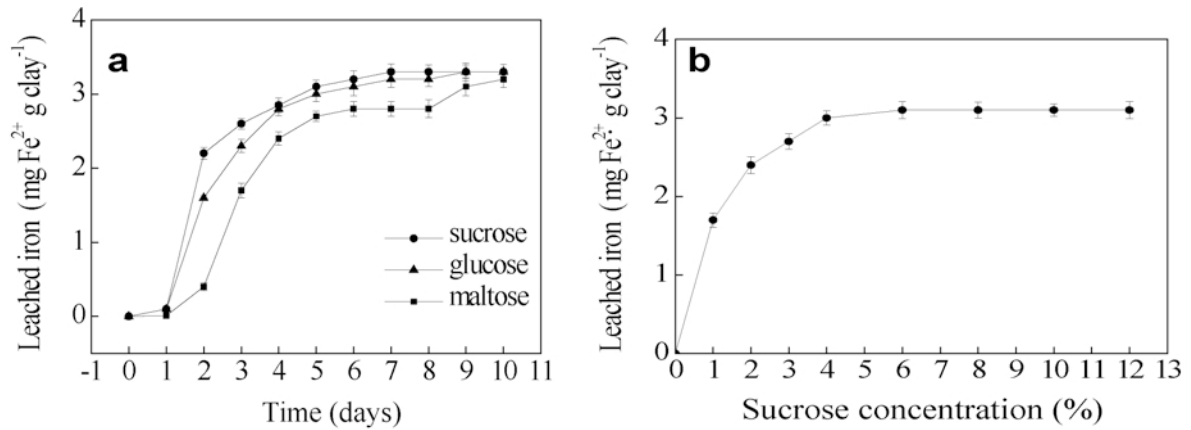 a
Leached iron (mg Fe²⁺ g clay⁻¹)
4
3
2
1
0
sucrose
glucose
maltose
-1 0 1 2 3 4 5 6 7 8 9 10 11
Time (days)
b
Leached iron (mg Fe²⁺ g clay⁻¹)
4
3
2
1
0
0 1 2 3 4 5 6 7 8 9 10 11 12 13
Sucrose concentration (%)